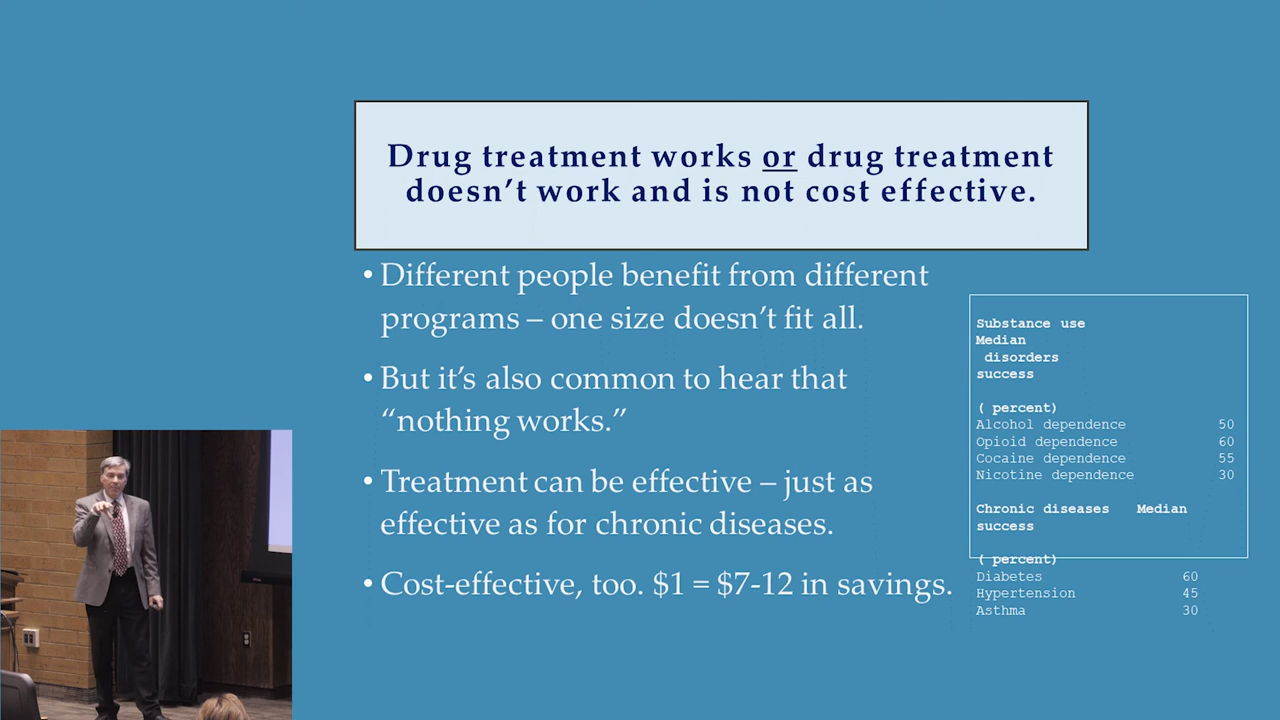 Drug treatment works or drug treatment
doesn’t work and is not cost effective.
• Different people benefit from different
programs – one size doesn’t fit all.
• But it’s also common to hear that
“nothing works.”
• Treatment can be effective – just as
effective as for chronic diseases.
• Cost-effective, too. $1 = $7-12 in savings.
Substance use
Median
disorders
success
( percent)
Alcohol dependence 50
Opioid dependence 60
Cocaine dependence 55
Nicotine dependence 30
Chronic diseases Median
success
( percent)
Diabetes 60
Hypertension 45
Asthma 30